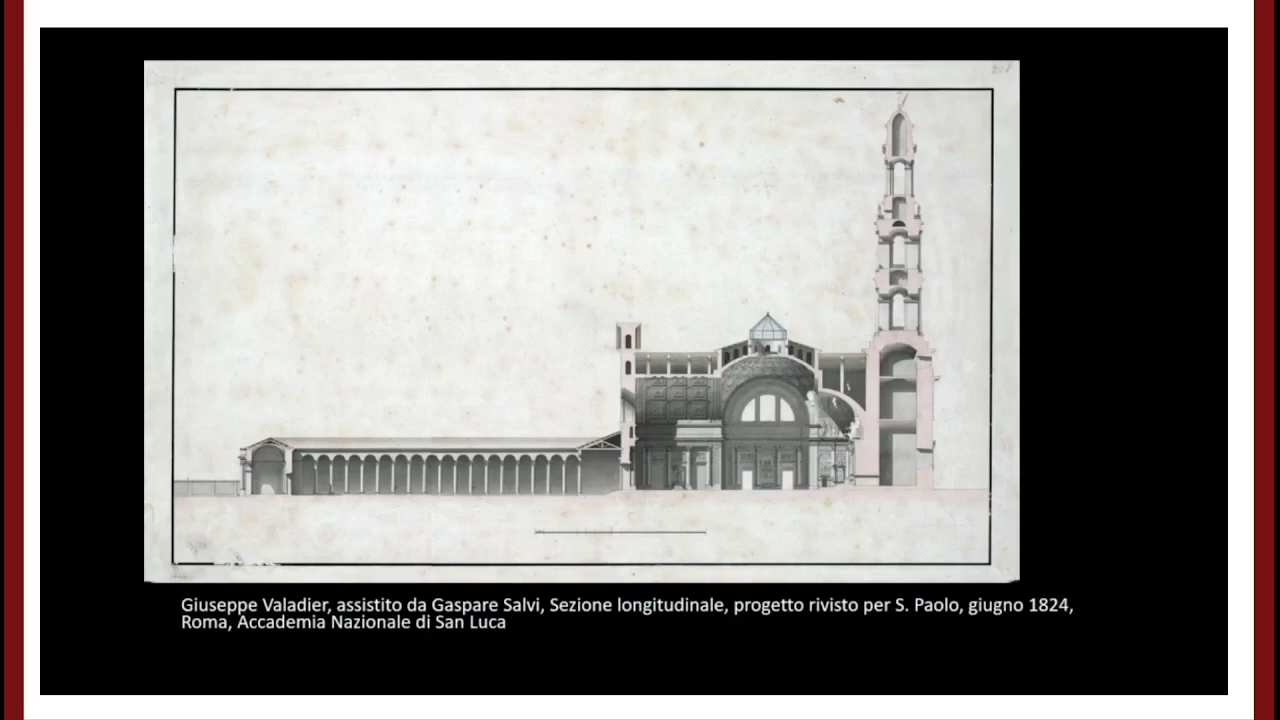 Giuseppe Valadier, assistito da Gaspare Salvi, Sezione longitudinale, progetto rivisto per S. Paolo, giugno 1824,
Roma, Accademia Nazionale di San Luca